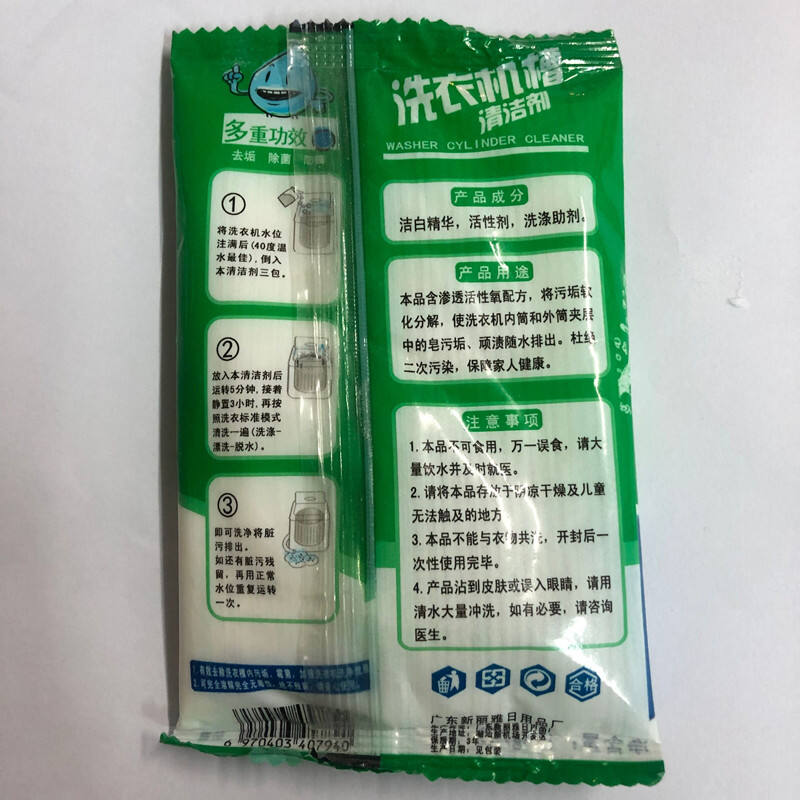 多重功效
去垢 除菌
①
将洗衣机水位
注满后(40度温
水最佳),倒入
本清洁剂三包。
②
放入本清洁剂后
运转5分钟,接着
静置3小时,再按
照洗衣标准模式
清洗一遍(洗涤-
漂洗-脱水)。
③
即可洗净将脏
污排出。
如还有脏污残
留,再用正常
水位重复运转
一次。
6 970403 407940
洗衣机槽
清洁剂
WASHER CYLINDER CLEANER
产品成分
洁白精华,活性剂,洗涤助剂。
产品用途
本品含渗透活性氧配方,将污垢软
化分解,使洗衣机内筒和外筒夹层
中的皂污垢、顽渍随水排出。杜绝
二次污染,保障家人健康。
注意事项
1.本品不可食用,万一误食,请大
量饮水并及时就医。
2.请将本品存放于阴凉干燥及儿童
无法触及的地方
3.本品不能与衣物共洗,开封后一
次性使用完毕。
4.产品沾到皮肤或误入眼睛,请用
清水大量冲洗,如有必要,请咨询
医生。
合格
广东新丽雅日用品厂
保质期:3年
生产日期:见包装